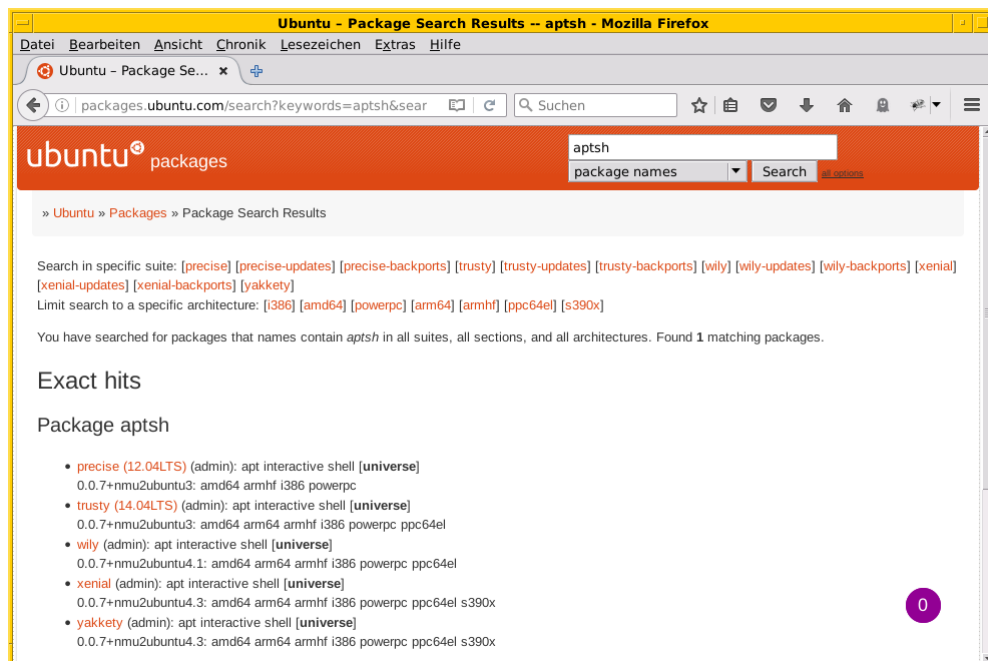 Ubuntu – Package Search Results -- aptsh - Mozilla Firefox
Datei Bearbeiten Ansicht Chronik Lesezeichen Extras Hilfe
Ubuntu – Package Se...
packages.ubuntu.com/search?keywords=aptsh&sear
Suchen
ubuntu packages
aptsh
package names
Search
all options
» Ubuntu » Packages » Package Search Results
Search in specific suite: [precise] [precise-updates] [precise-backports] [trusty] [trusty-updates] [trusty-backports] [wily] [wily-updates] [wily-backports] [xenial]
[xenial-updates] [xenial-backports] [yakkety]
Limit search to a specific architecture: [i386] [amd64] [powerpc] [arm64] [armhf] [ppc64el] [s390x]
You have searched for packages that names contain aptsh in all suites, all sections, and all architectures. Found 1 matching packages.
Exact hits
Package aptsh
• precise (12.04LTS) (admin): apt interactive shell [universe]
0.0.7+nmu2ubuntu3: amd64 armhf i386 powerpc
• trusty (14.04LTS) (admin): apt interactive shell [universe]
0.0.7+nmu2ubuntu3: amd64 arm64 armhf i386 powerpc ppc64el
• wily (admin): apt interactive shell [universe]
0.0.7+nmu2ubuntu4.1: amd64 arm64 armhf i386 powerpc ppc64el
• xenial (admin): apt interactive shell [universe]
0.0.7+nmu2ubuntu4.3: amd64 arm64 armhf i386 powerpc ppc64el s390x
• yakkety (admin): apt interactive shell [universe]
0.0.7+nmu2ubuntu4.3: amd64 arm64 armhf i386 powerpc ppc64el s390x
0